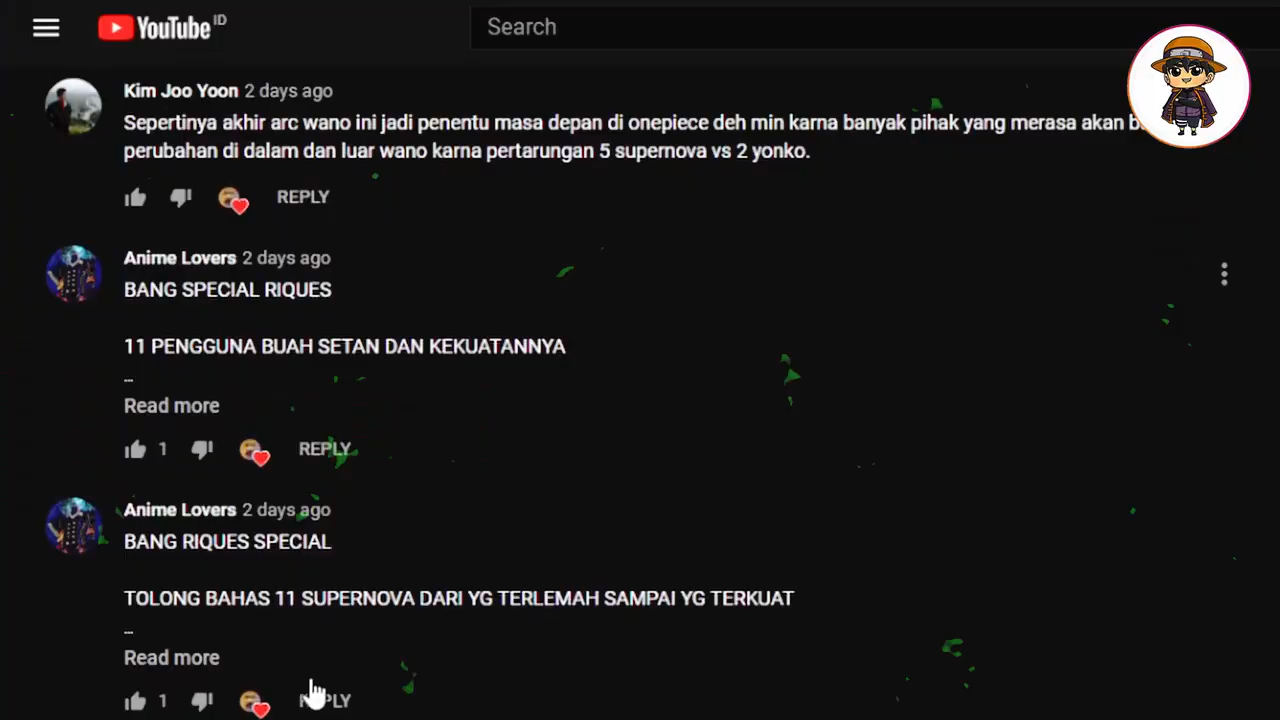 YouTube ID
Search
Kim Joo Yoon 2 days ago
Sepertinya akhir arc wano ini jadi penentu masa depan di onepiece deh min karna banyak pihak yang merasa akan
perubahan di dalam dan luar wano karna pertarungan 5 supernova vs 2 yonko.
REPLY
Anime Lovers 2 days ago
BANG SPECIAL RIQUES
11 PENGGUNA BUAH SETAN DAN KEKUATANNYA
...
Read more
1 REPLY
Anime Lovers 2 days ago
BANG RIQUES SPECIAL
TOLONG BAHAS 11 SUPERNOVA DARI YG TERLEMAH SAMPAI YG TERKUAT
...
Read more
1 REPLY